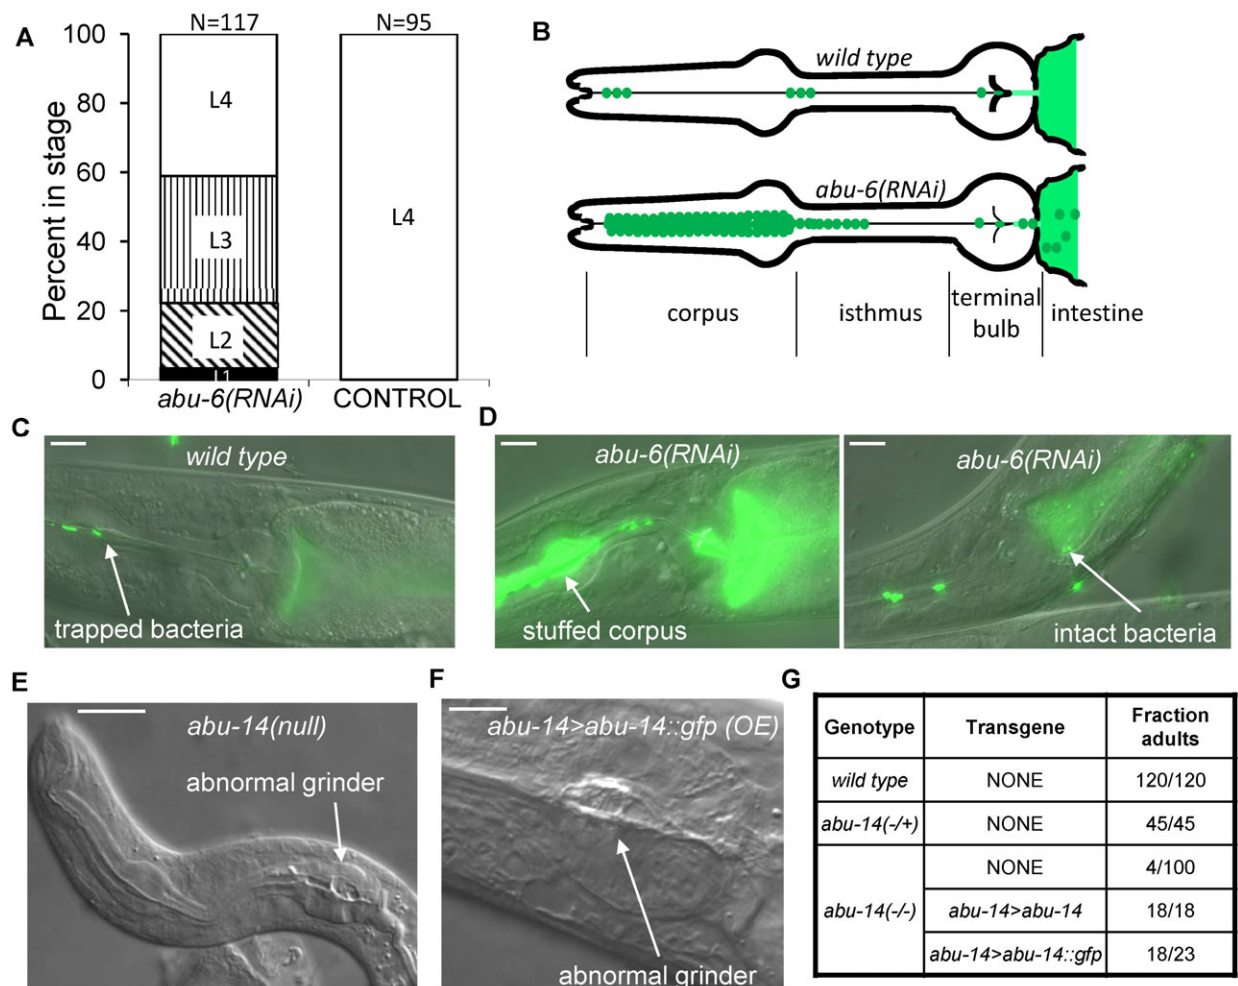 A
N=117
N=95
100
80
60
40
20
0
Percent in stage
L4
L3
L2
L1
L4
abu-6(RNAi)
CONTROL
B
wild type
abu-6(RNAi)
corpus
isthmus
terminal
bulb
intestine
C
wild type
trapped bacteria
D
abu-6(RNAi)
stuffed corpus
abu-6(RNAi)
intact bacteria
E
abu-14(null)
abnormal grinder
F
abu-14>abu-14::gfp (OE)
abnormal grinder
G
Genotype Transgene Fraction
adults
wild type NONE 120/120
abu-14(-/+) NONE 45/45
abu-14(-/-) NONE 4/100
abu-14>abu-14 18/18
abu-14>abu-14::gfp 18/23